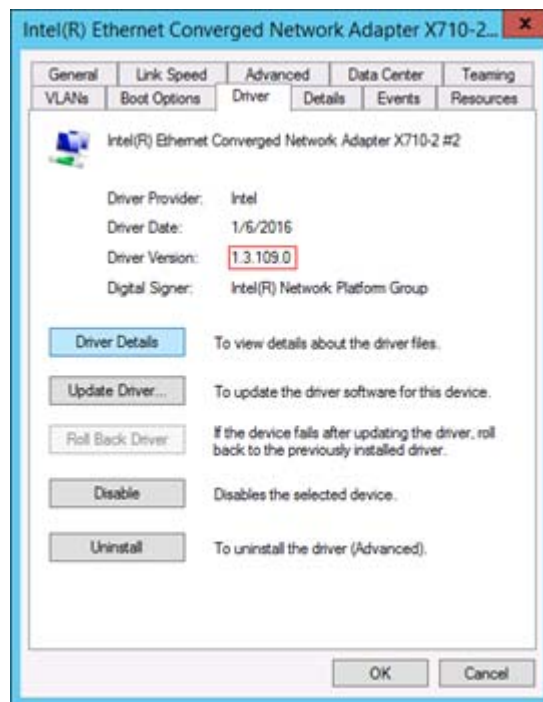 Intel(R) Ethernet Converged Network Adapter X710-2...
General Link Speed Advanced Data Center Teaming
VLANs Boot Options Driver Details Events Resources
Intel(R) Ethernet Converged Network Adapter X710-2 #2
Driver Provider: Intel
Driver Date: 1/6/2016
Driver Version: 1.3.109.0
Digital Signer: Intel(R) Network Platform Group
Driver Details To view details about the driver files.
Update Driver... To update the driver software for this device.
Roll Back Driver If the device fails after updating the driver, roll
back to the previously installed driver.
Disable Disables the selected device.
Uninstall To uninstall the driver (Advanced).
OK Cancel